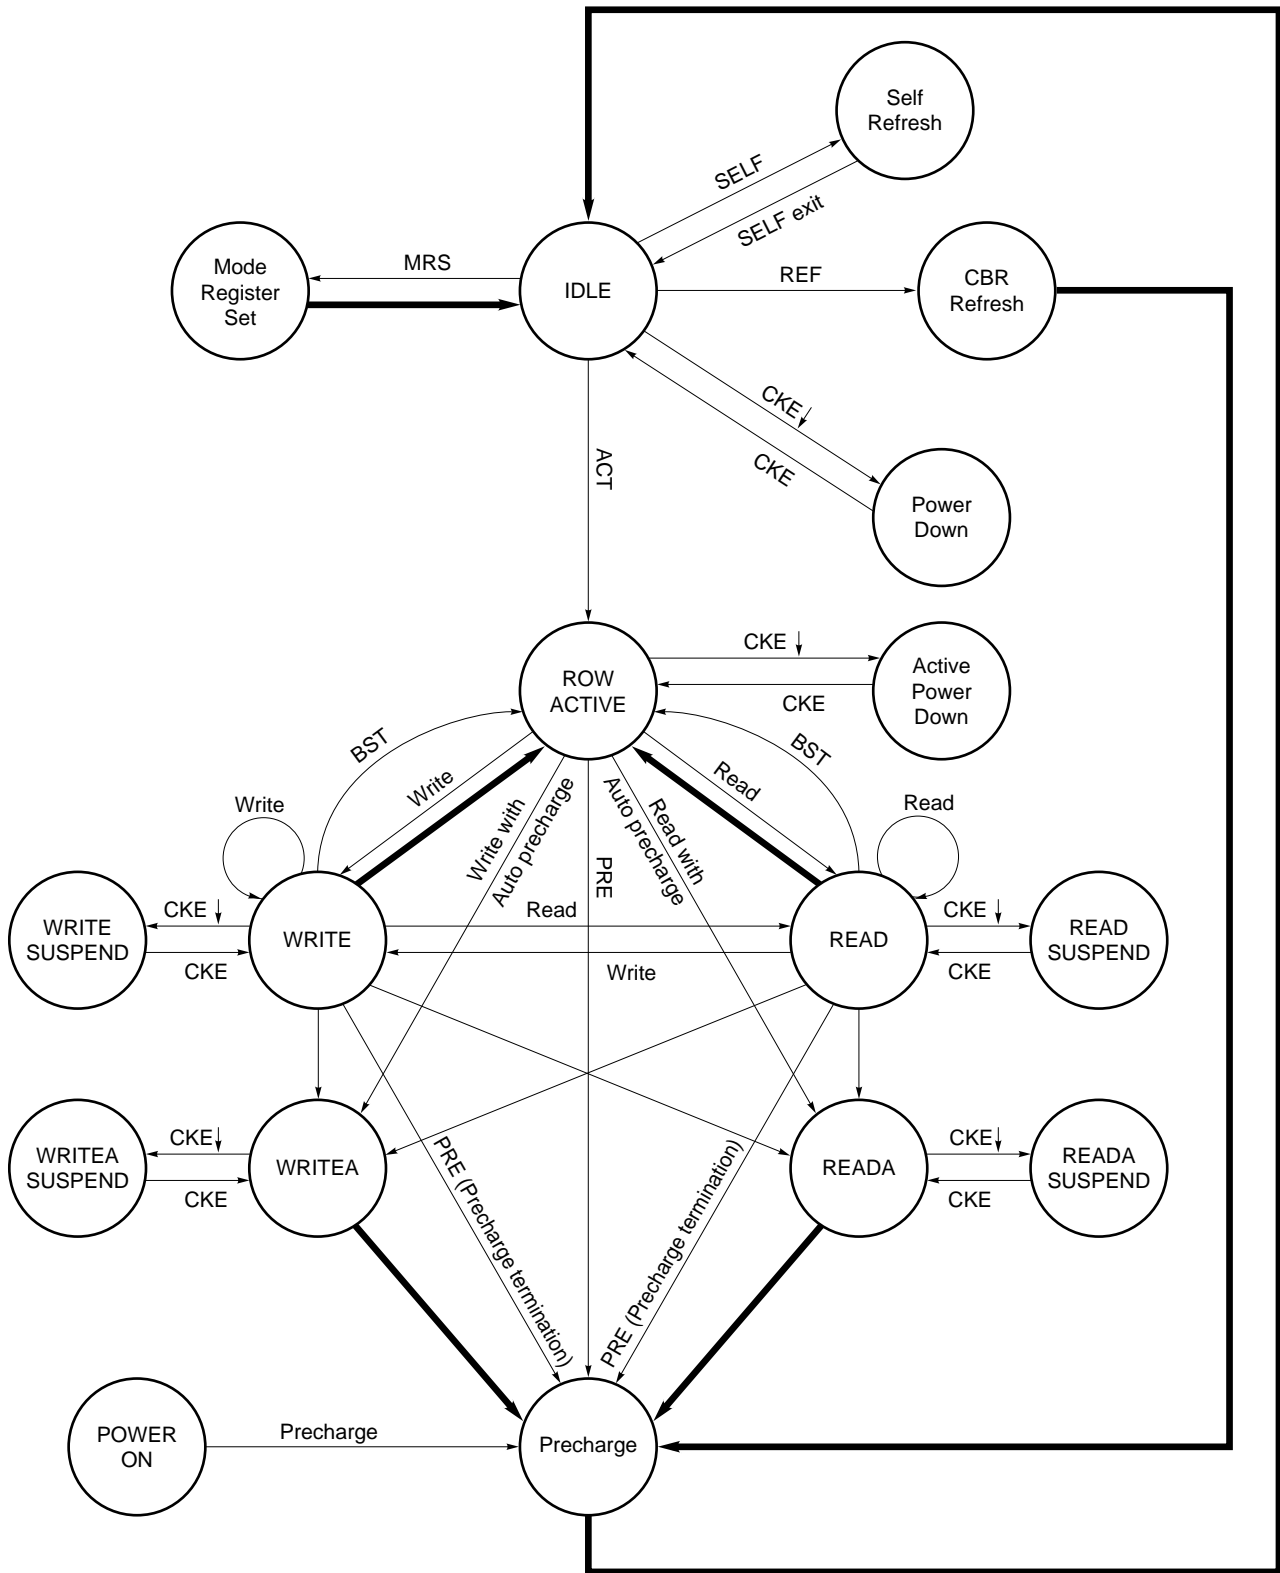 Self
Refresh
SELF
SELF exit
Mode
Register
Set
MRS
IDLE
REF
CBR
Refresh
CKE
CKE
ACT
Power
Down
ROW
ACTIVE
CKE
CKE
Active
Power
Down
BST
BST
Write
Read
Write
Write with
Auto precharge
PRE
Read with
Auto precharge
Read
WRITE
SUSPEND
CKE
CKE
WRITE
Read
Write
READ
CKE
CKE
READ
SUSPEND
WRITEA
SUSPEND
CKE
CKE
WRITEA
PRE (Precharge termination)
PRE (Precharge termination)
READA
CKE
CKE
READA
SUSPEND
POWER
ON
Precharge
Precharge